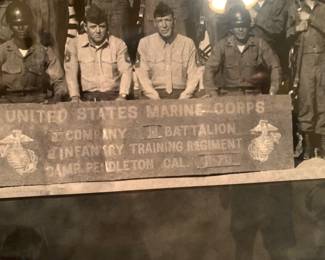 UNITED STATES MARINE CORPS
COMPANY BATTALION
INFANTRY TRAINING REGIMENT
CAMP PENDLETON CAL.